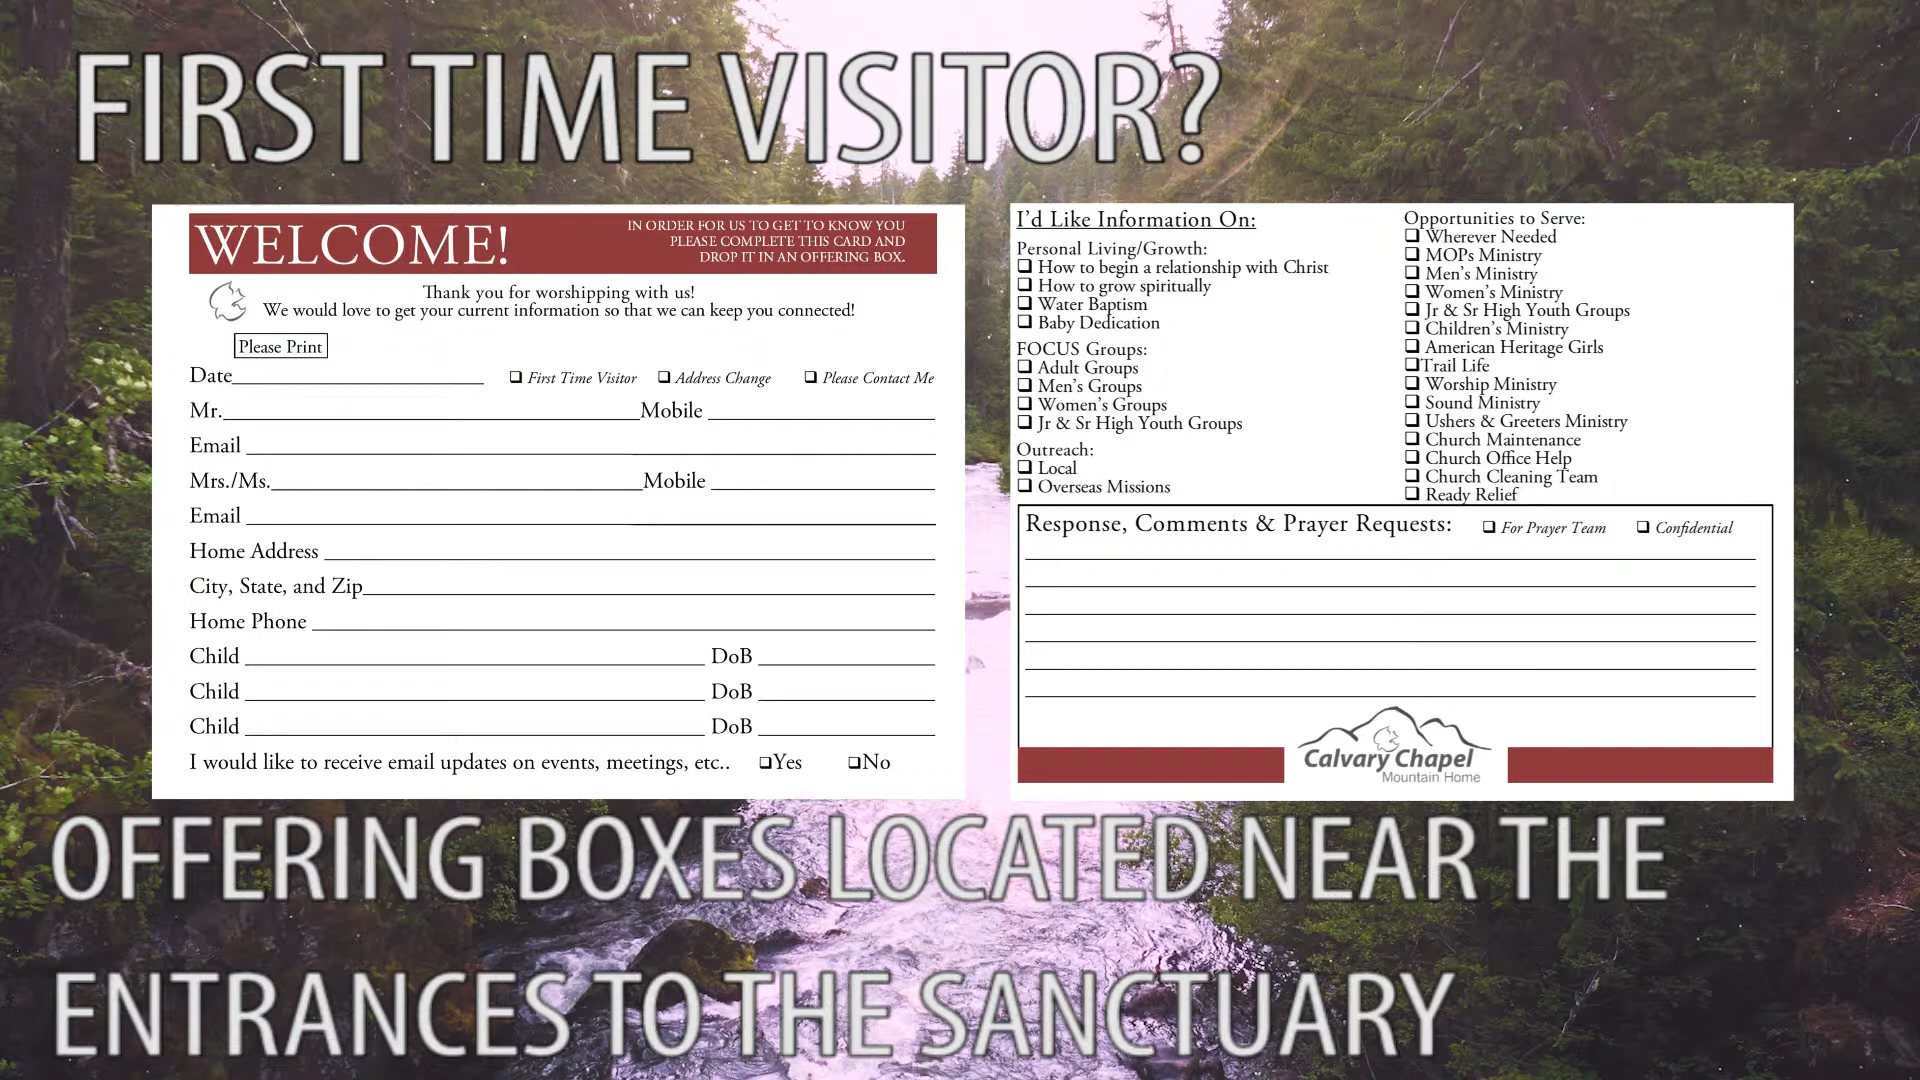 FIRST TIME VISITOR?
WELCOME!
IN ORDER FOR US TO GET TO KNOW YOU
PLEASE COMPLETE THIS CARD AND
DROP IT IN AN OFFERING BOX.
Thank you for worshipping with us!
We would love to get your current information so that we can keep you connected!
Please Print
Date ❑ First Time Visitor ❑ Address Change ❑ Please Contact Me
Mr. Mobile
Email
Mrs./Ms. Mobile
Email
Home Address
City, State, and Zip
Home Phone
Child DoB
Child DoB
Child DoB
I would like to receive email updates on events, meetings, etc.. ❑Yes ❑No
I'd Like Information On:
Personal Living/Growth:
❑ How to begin a relationship with Christ
❑ How to grow spiritually
❑ Water Baptism
❑ Baby Dedication
FOCUS Groups:
❑ Adult Groups
❑ Men's Groups
❑ Women's Groups
❑ Jr & Sr High Youth Groups
Outreach:
❑ Local
❑ Overseas Missions
Opportunities to Serve:
❑ Wherever Needed
❑ MOPs Ministry
❑ Men's Ministry
❑ Women's Ministry
❑ Jr & Sr High Youth Groups
❑ Children's Ministry
❑ American Heritage Girls
❑Trail Life
❑ Worship Ministry
❑ Sound Ministry
❑ Ushers & Greeters Ministry
❑ Church Maintenance
❑ Church Office Help
❑ Church Cleaning Team
❑ Ready Relief
Response, Comments & Prayer Requests: ❑ For Prayer Team ❑ Confidential
Calvary Chapel
Mountain Home
OFFERING BOXES LOCATED NEAR THE
ENTRANCES TO THE SANCTUARY